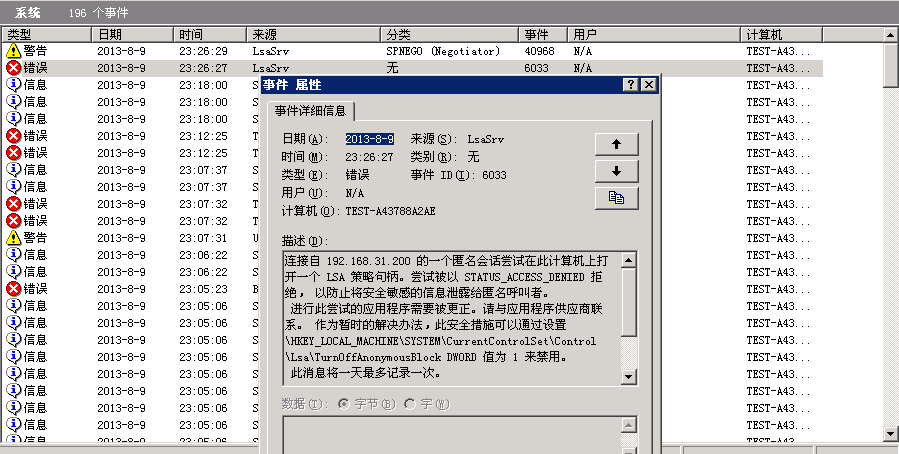 系统 196 个事件
类型 日期 时间 来源 分类 事件 用户 计算机
警告 2013-8-9 23:26:29 LsaSrv SPNEGO (Negotiator) 40968 N/A TEST-A43...
错误 2013-8-9 23:26:27 LsaSrv 无 6033 N/A TEST-A43...
信息 2013-8-9 23:18:00 S TEST-A43...
信息 2013-8-9 23:18:00 S TEST-A43...
信息 2013-8-9 23:18:00 S TEST-A43...
错误 2013-8-9 23:12:25 T TEST-A43...
错误 2013-8-9 23:12:25 T TEST-A43...
信息 2013-8-9 23:07:37 S TEST-A43...
信息 2013-8-9 23:07:37 S TEST-A43...
错误 2013-8-9 23:07:32 T TEST-A43...
错误 2013-8-9 23:07:32 T TEST-A43...
警告 2013-8-9 23:07:31 U TEST-A43...
信息 2013-8-9 23:06:22 S TEST-A43...
信息 2013-8-9 23:06:22 S TEST-A43...
错误 2013-8-9 23:05:23 B TEST-A43...
信息 2013-8-9 23:05:06 S TEST-A43...
信息 2013-8-9 23:05:06 S TEST-A43...
信息 2013-8-9 23:05:06 S TEST-A43...
信息 2013-8-9 23:05:06 S TEST-A43...
信息 2013-8-9 23:05:06 S TEST-A43...
信息 2013-8-9 23:05:06 S TEST-A43...
信息 2013-8-9 23:05:06 S TEST-A43...
信息 2013-8-9 23:05:06 S TEST-A43...
信息 2013-8-9 23:05:06 S TEST-A43...
事件 属性
事件详细信息
日期(A): 2013-8-9 来源(S): LsaSrv
时间(M): 23:26:27 类别(R): 无
类型(E): 错误 事件 ID(I): 6033
用户(U): N/A
计算机(O): TEST-A43788A2AE
描述(D):
连接自 192.168.31.200 的一个匿名会话尝试在此计算机上打
开一个 LSA 策略句柄。尝试被以 STATUS_ACCESS_DENIED 拒
绝， 以防止将安全敏感的信息泄露给匿名呼叫者。
进行此尝试的应用程序需要被更正。请与应用程序供应商联
系。 作为暂时的解决办法，此安全措施可以通过设置
\HKEY_LOCAL_MACHINE\SYSTEM\CurrentControlSet\Control
\Lsa\TurnOffAnonymousBlock DWORD 值为 1 来禁用。
此消息将一天最多记录一次。
数据(T): 字节(B) 字(W)